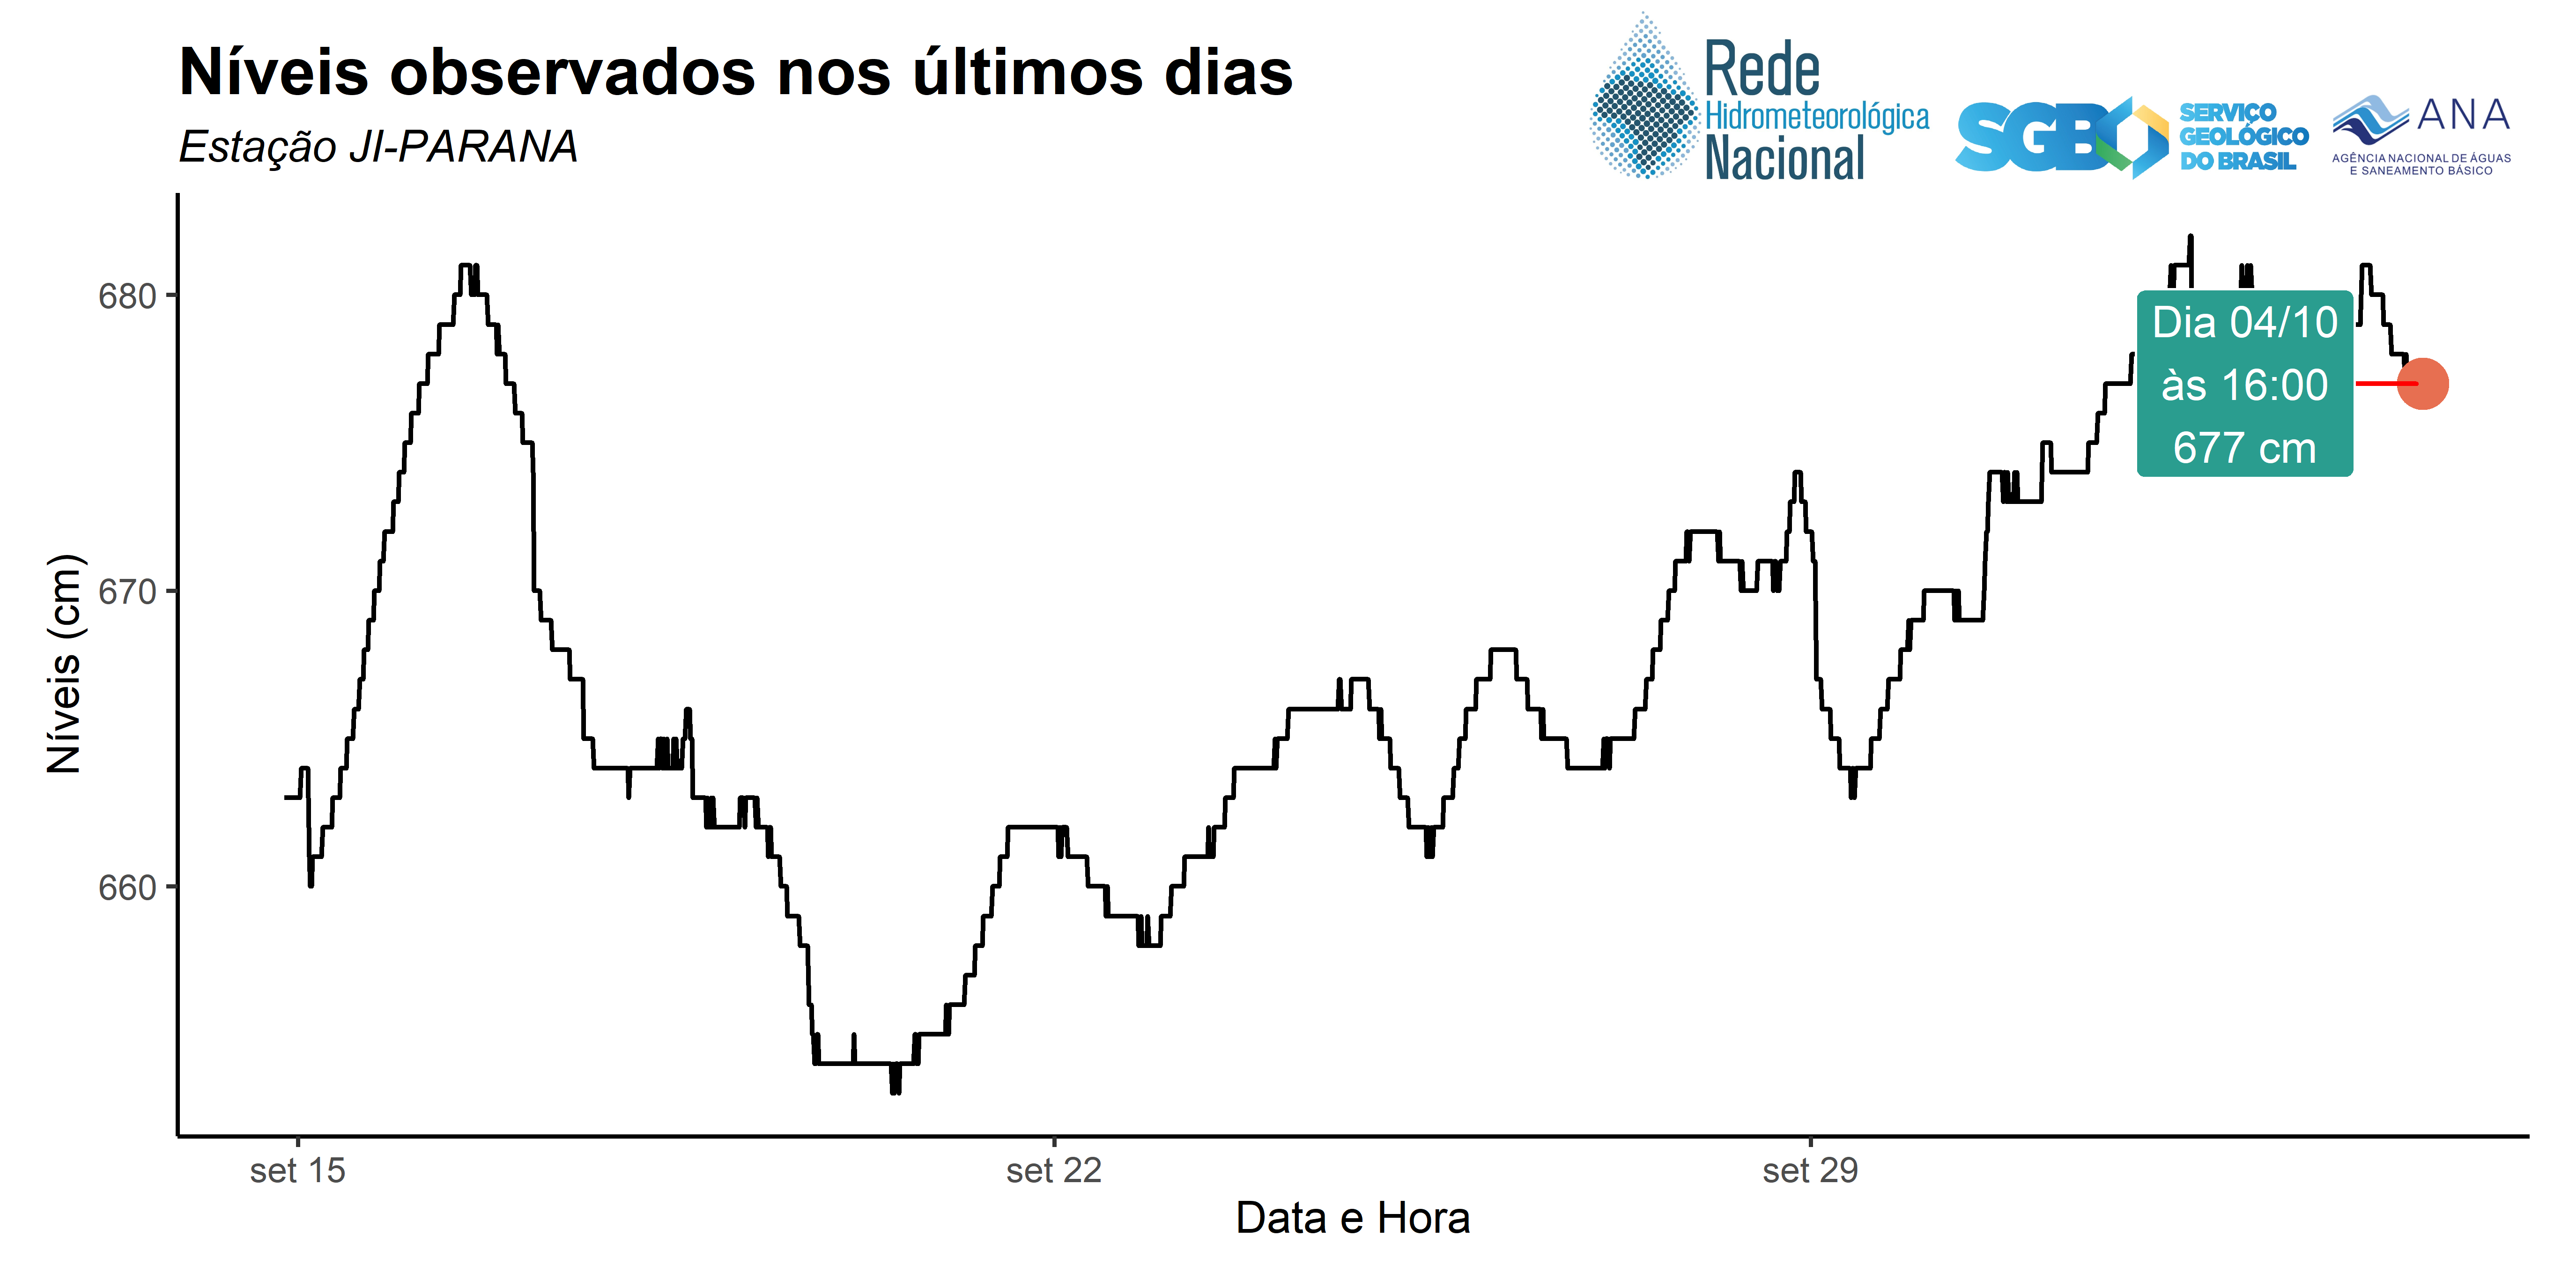 Níveis observados nos últimos dias
Estação JI-PARANA
Rede
Hidrometeorológica
Nacional
SGB
SERVIÇO
GEOLÓGICO
DO BRASIL
ANA
AGÊNCIA NACIONAL DE ÁGUAS
E SANEAMENTO BÁSICO
Níveis (cm)
680
670
660
Dia 04/10
às 16:00
677 cm
set 15
set 22
set 29
Data e Hora